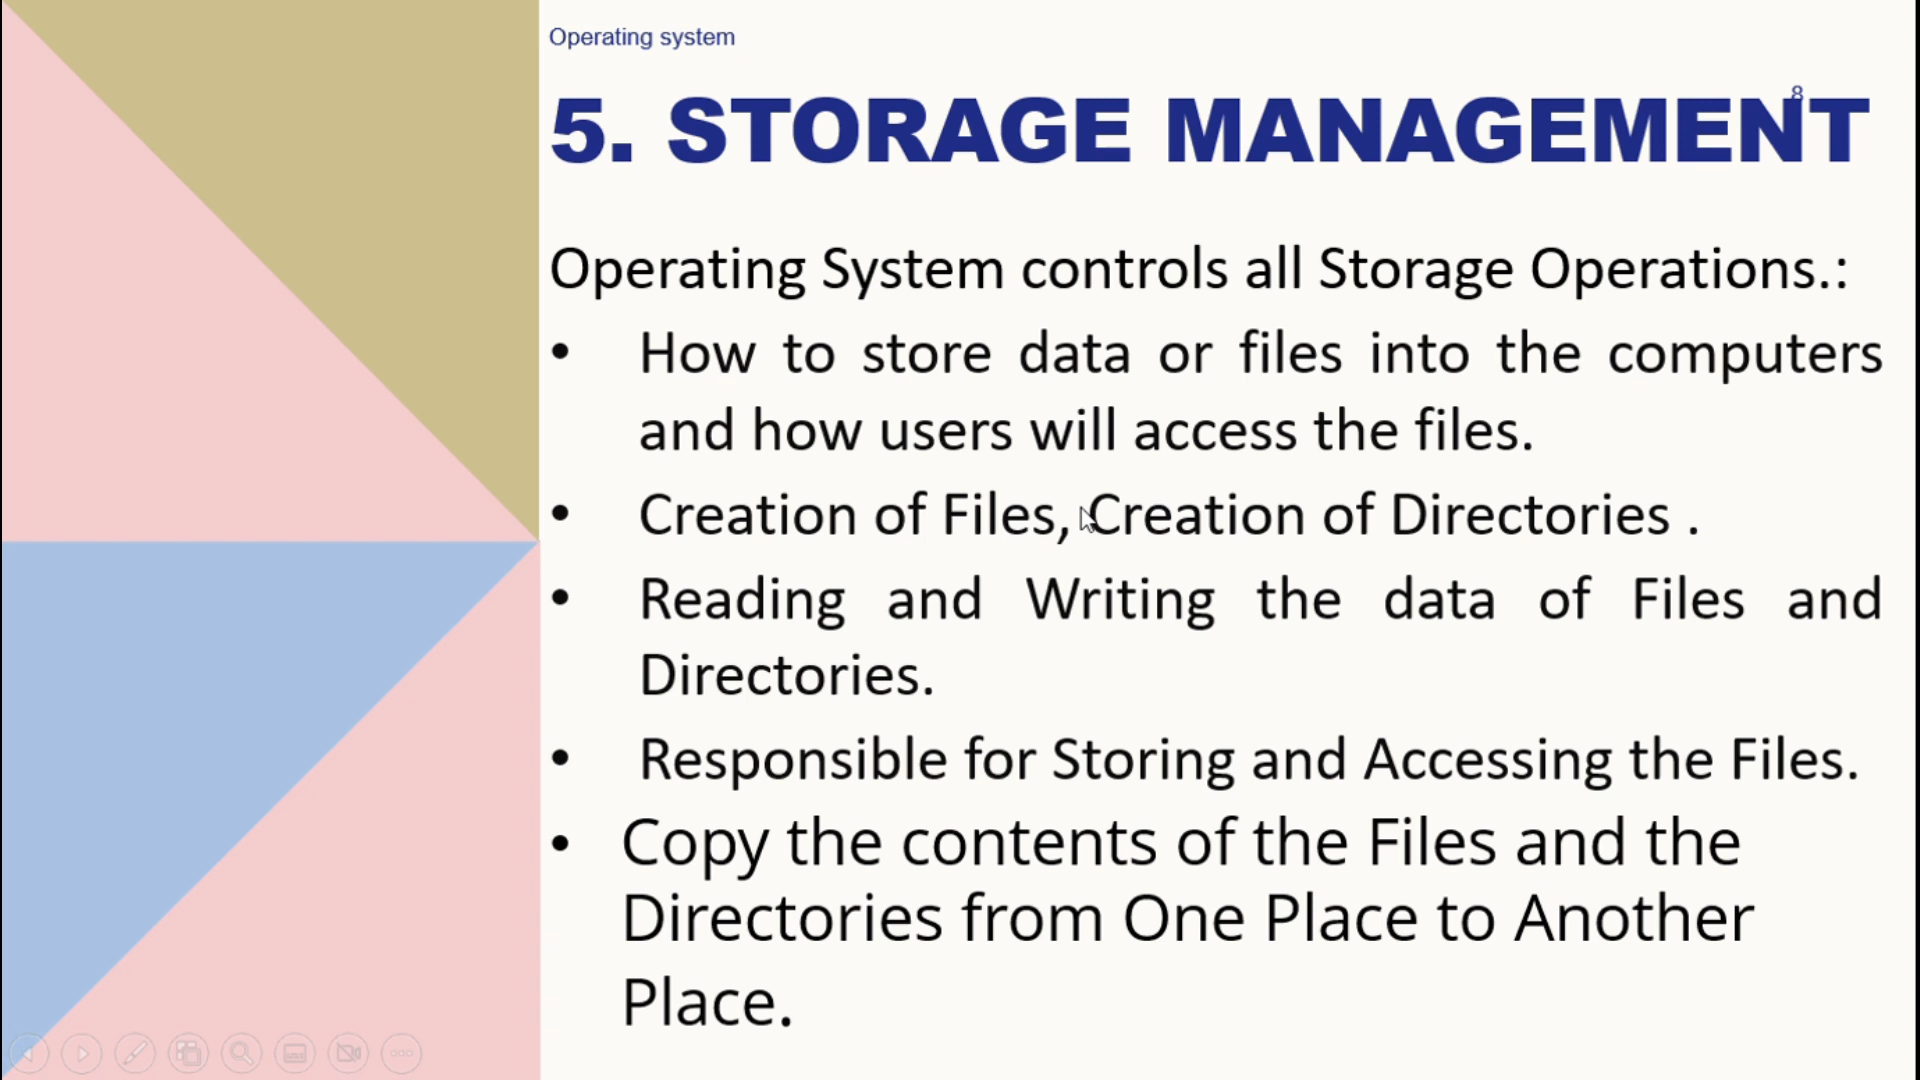 Operating system
8
5. STORAGE MANAGEMENT
Operating System controls all Storage Operations.:
• How to store data or files into the computers
and how users will access the files.
• Creation of Files, Creation of Directories .
• Reading and Writing the data of Files and
Directories.
• Responsible for Storing and Accessing the Files.
• Copy the contents of the Files and the
Directories from One Place to Another
Place.